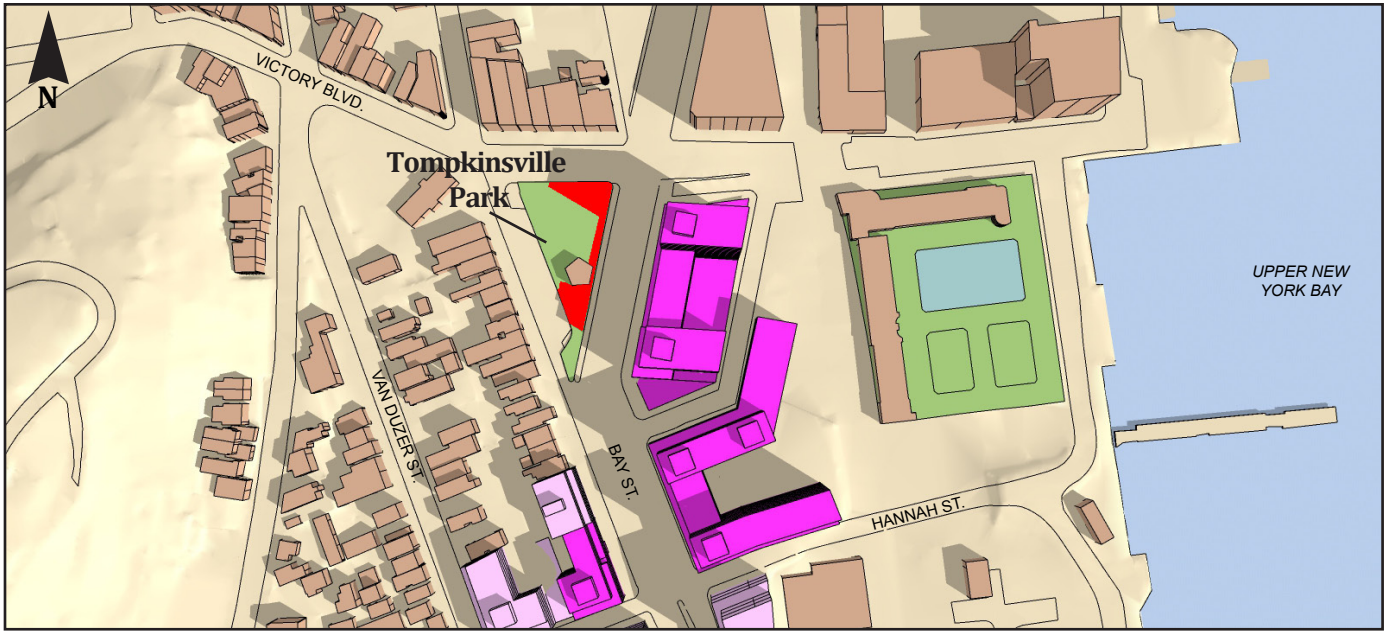 VICTORY BLVD.
N
Tompkinsville
Park
UPPER NEW
YORK BAY
VAN DUZER ST.
BAY ST.
HANNAH ST.